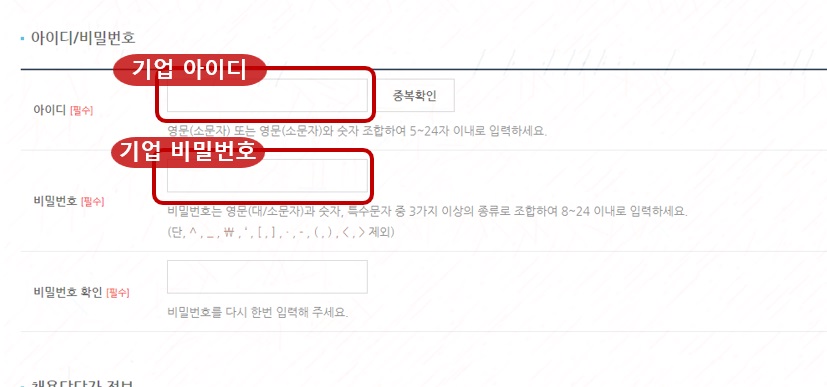 아이디/비밀번호
기업 아이디
중복확인
아이디 [필수]
영문(소문자) 또는 영문(소문자)와 숫자 조합하여 5~24자 이내로 입력하세요.
기업 비밀번호
비밀번호 [필수]
비밀번호는 영문(대/소문자)과 숫자, 특수문자 중 3가지 이상의 종류로 조합하여 8~24 이내로 입력하세요.
(단, ^ , _ , ₩ , ' , [ , ] , · , - , ( , ) , < , > 제외)
비밀번호 확인 [필수]
비밀번호를 다시 한번 입력해 주세요.